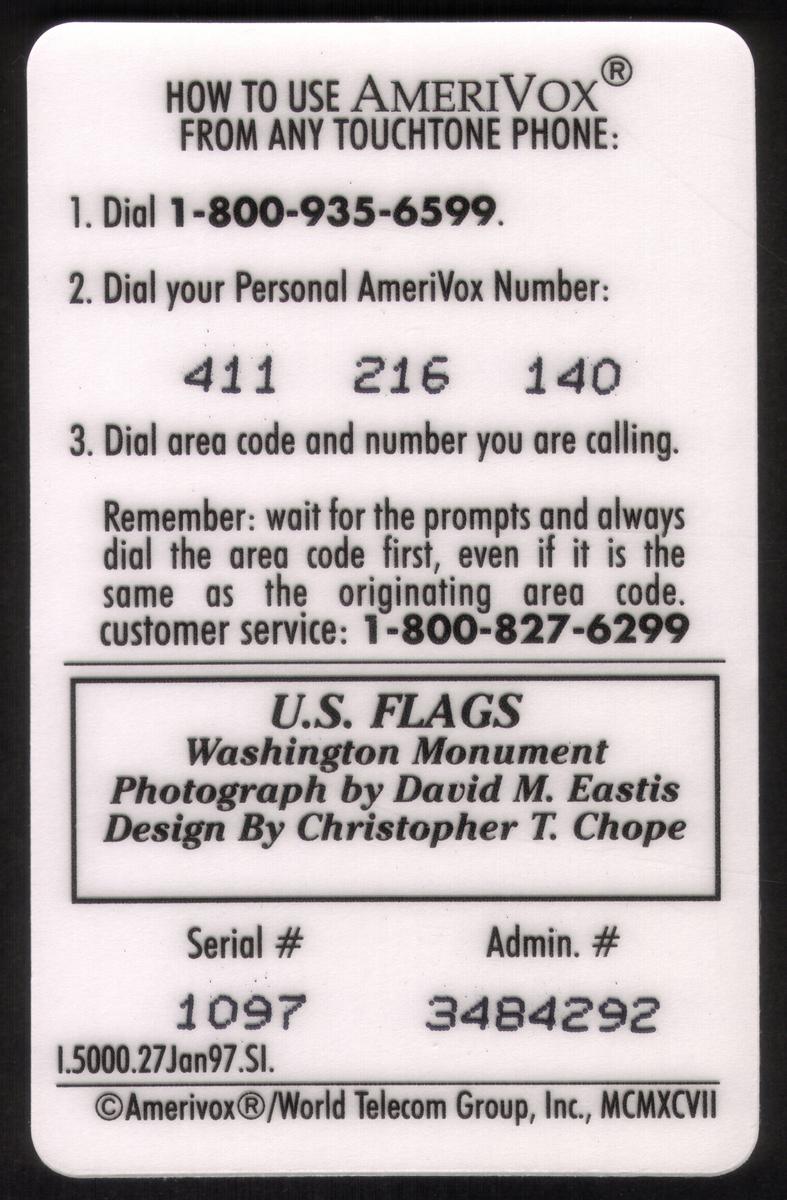 HOW TO USE AMERIVOX®
FROM ANY TOUCHTONE PHONE:
1. Dial 1-800-935-6599.
2. Dial your Personal AmeriVox Number:
411 216 140
3. Dial area code and number you are calling.
Remember: wait for the prompts and always
dial the area code first, even if it is the
same as the originating area code.
customer service: 1-800-827-6299
U.S. FLAGS
Washington Monument
Photograph by David M. Eastis
Design By Christopher T. Chope
Serial # Admin. #
1097 3484292
I.5000.27Jan97.SI.
©Amerivox®/World Telecom Group, Inc., MCMXCVII